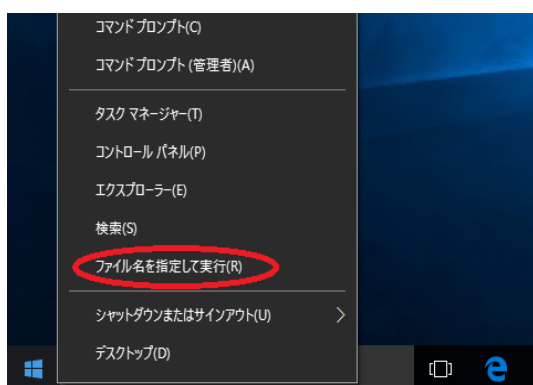 コマンド プロンプト(C)
コマンド プロンプト (管理者)(A)
タスク マネージャー(T)
コントロール パネル(P)
エクスプローラー(E)
検索(S)
ファイル名を指定して実行(R)
シャットダウンまたはサインアウト(U)
デスクトップ(D)